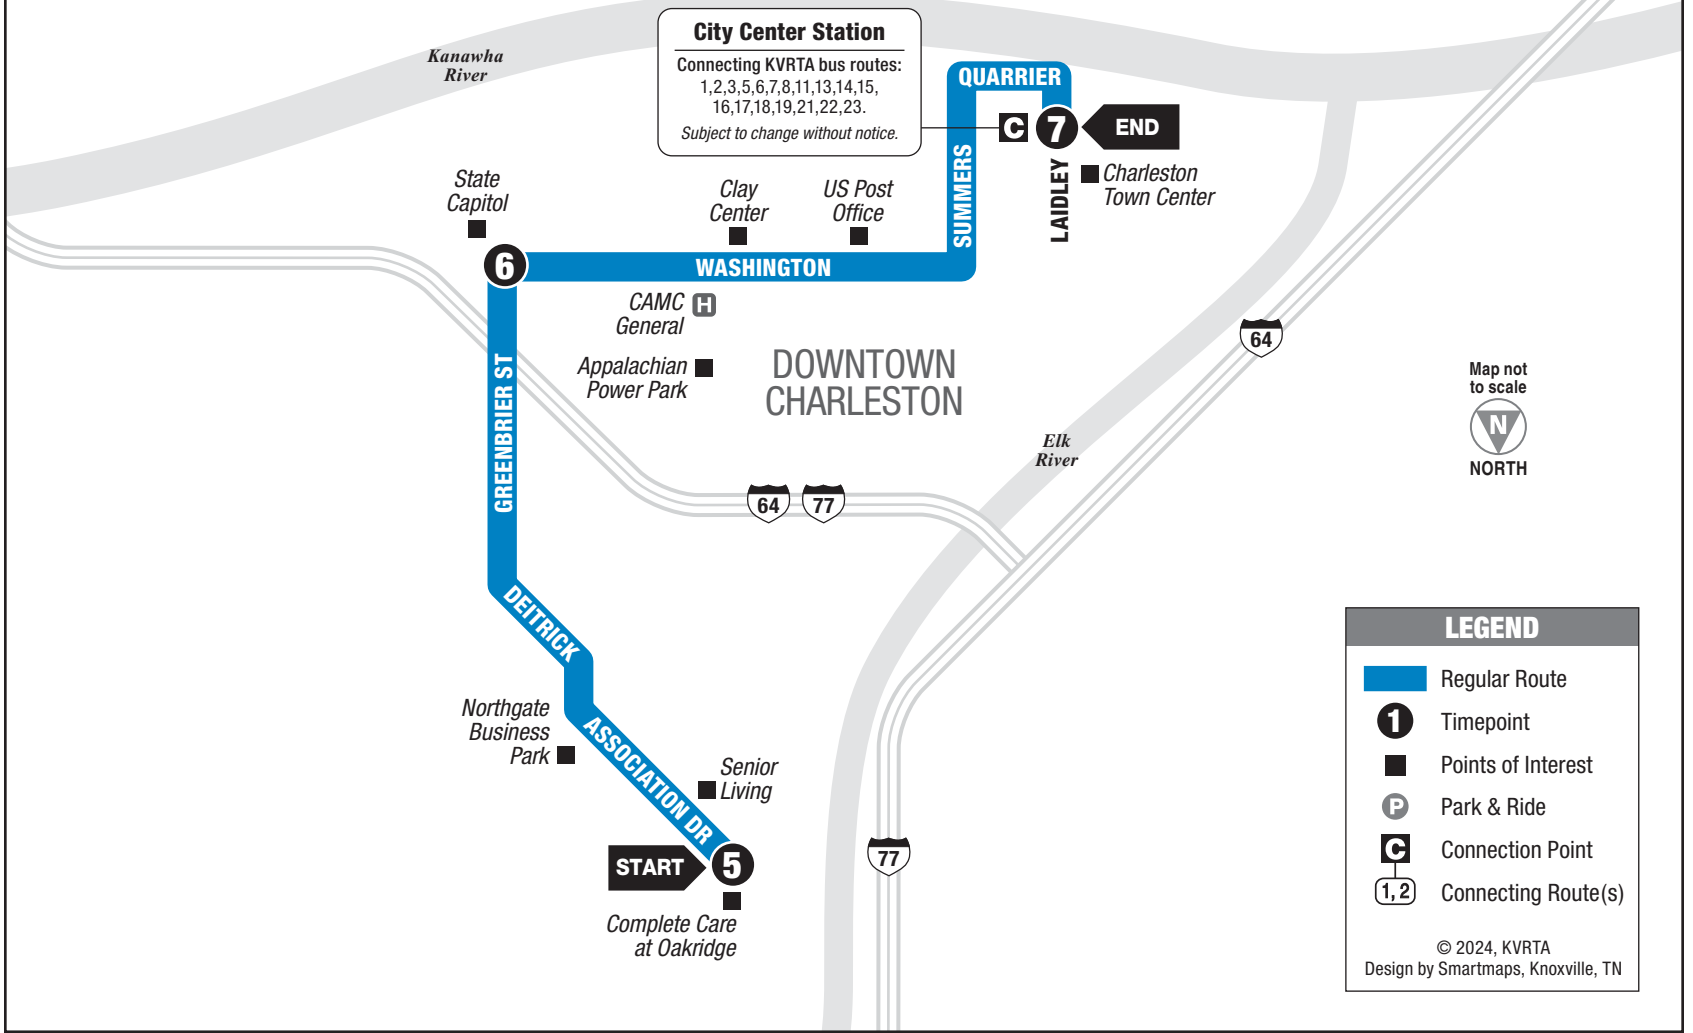 City Center Station
Connecting KVRTA bus routes:
1,2,3,5,6,7,8,11,13,14,15,
16,17,18,19,21,22,23.
Subject to change without notice.
Kanawha
River
QUARRIER
C
7
END
SUMMERS
LAIDLEY
Charleston
Town Center
State
Capitol
Clay
Center
US Post
Office
6
WASHINGTON
CAMC
General
H
Appalachian
Power Park
DOWNTOWN
CHARLESTON
64
Map not
to scale
N
NORTH
GREENBRIER ST
Elk
River
64
77
DEITRICK
Northgate
Business
Park
ASSOCIATION DR
Senior
Living
START
5
Complete Care
at Oakridge
77
LEGEND
Regular Route
1
Timepoint
Points of Interest
P
Park & Ride
C
Connection Point
1, 2
Connecting Route(s)
© 2024, KVRTA
Design by Smartmaps, Knoxville, TN